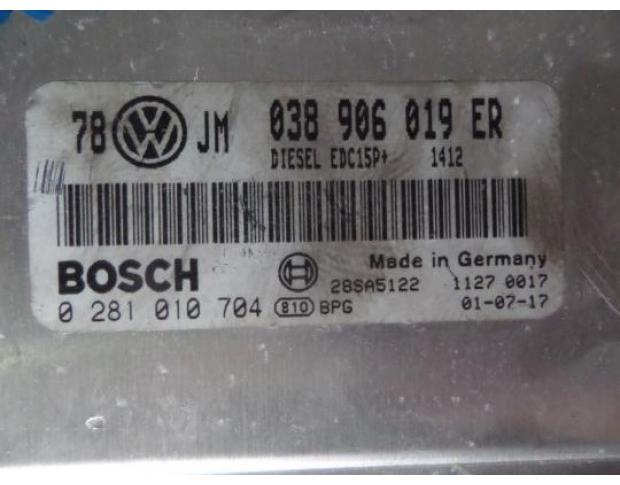 78 VW JM 038 906 019 ER
DIESEL EDC15P+ 1412
BOSCH Made in Germany
28SA5122 1127 0017
0 281 010 704 810 BPG 01-07-17